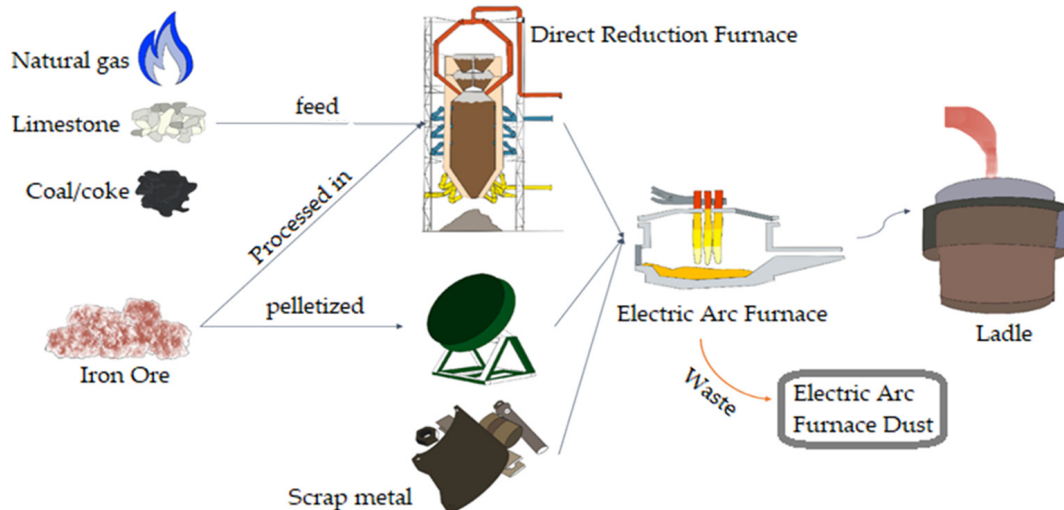 Natural gas
Limestone
Coal/coke
feed
Direct Reduction Furnace
Processed in
Iron Ore
pelletized
Scrap metal
Electric Arc Furnace
Waste
Electric Arc
Furnace Dust
Ladle